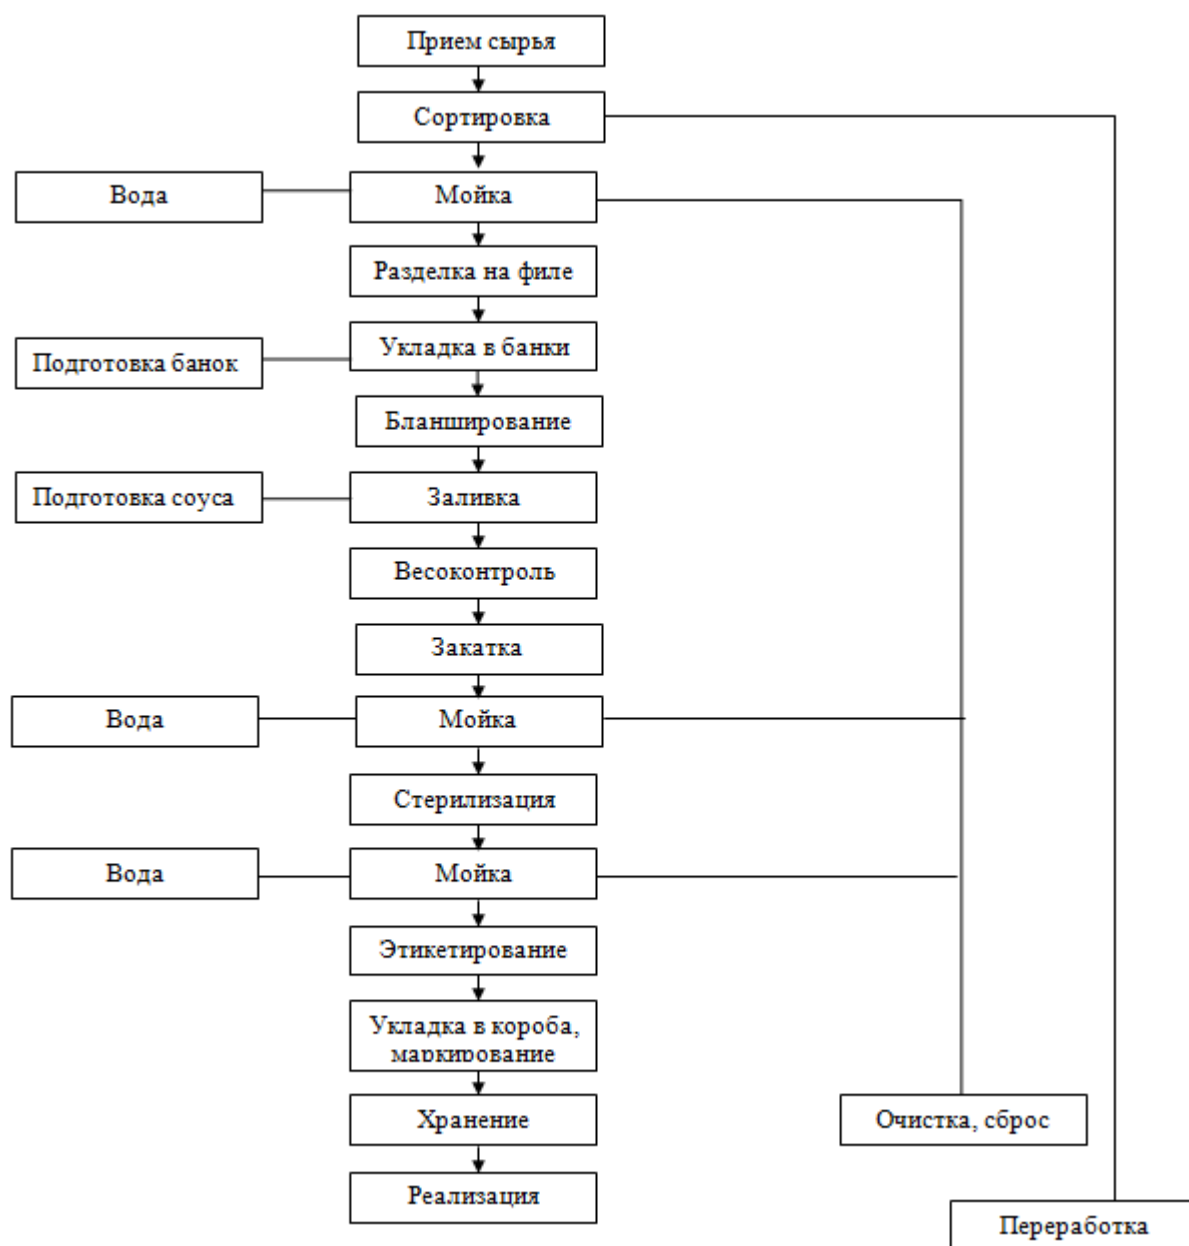 Прием сырья
Сортировка
Вода
Мойка
Разделка на филе
Подготовка банок
Укладка в банки
Бланширование
Подготовка соуса
Заливка
Весоконтроль
Закатка
Вода
Мойка
Стерилизация
Вода
Мойка
Этикетирование
Укладка в короба,
маркирование
Хранение
Очистка, сброс
Реализация
Переработка